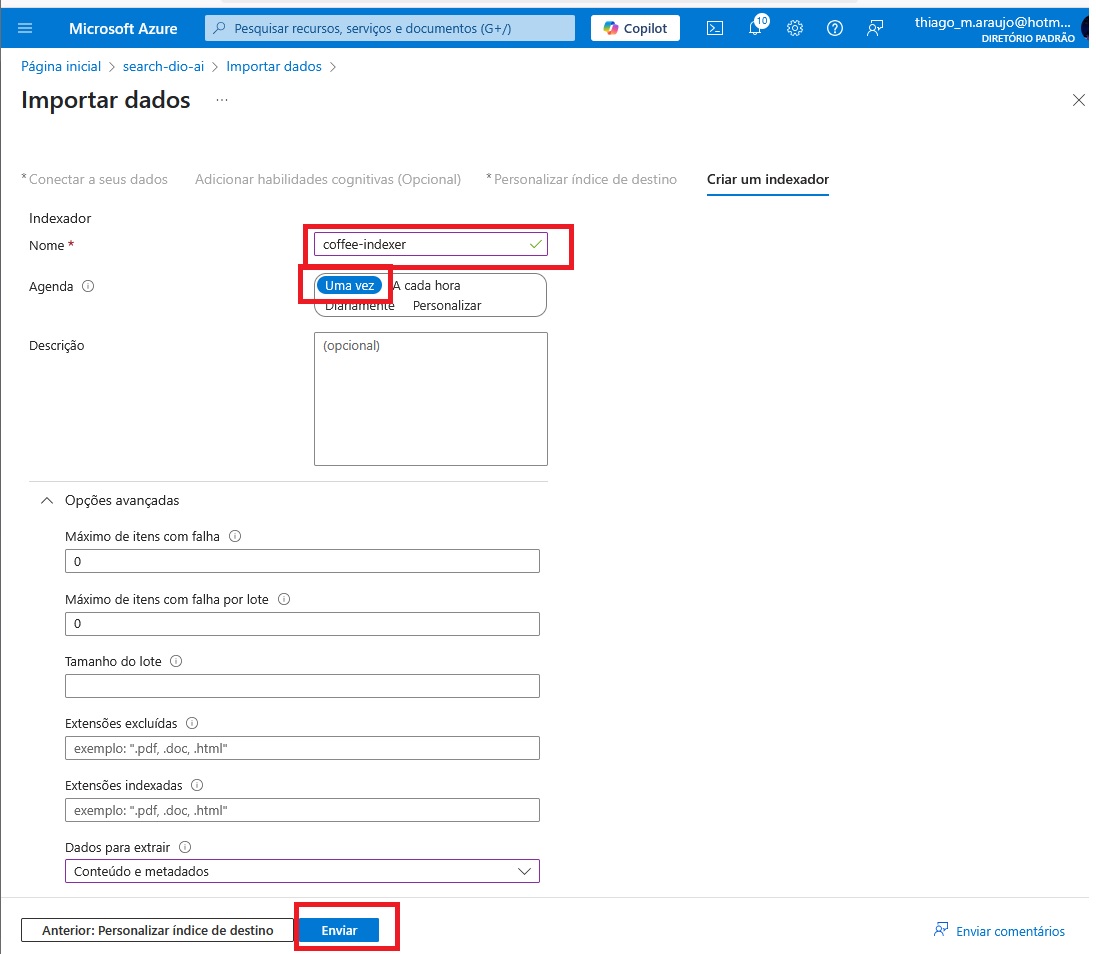 Microsoft Azure
Pesquisar recursos, serviços e documentos (G+/)
Copilot
10
thiago_m.araujo@hotm...
DIRETÓRIO PADRÃO
Página inicial > search-dio-ai > Importar dados >
Importar dados ...
* Conectar a seus dados
Adicionar habilidades cognitivas (Opcional)
* Personalizar índice de destino
Criar um indexador
Indexador
Nome *
coffee-indexer
Agenda
Uma vez
A cada hora
Diariamente
Personalizar
Descrição
(opcional)
Opções avançadas
Máximo de itens com falha
0
Máximo de itens com falha por lote
0
Tamanho do lote
Extensões excluídas
exemplo: ".pdf, .doc, .html"
Extensões indexadas
exemplo: ".pdf, .doc, .html"
Dados para extrair
Conteúdo e metadados
Anterior: Personalizar índice de destino
Enviar
Enviar comentários